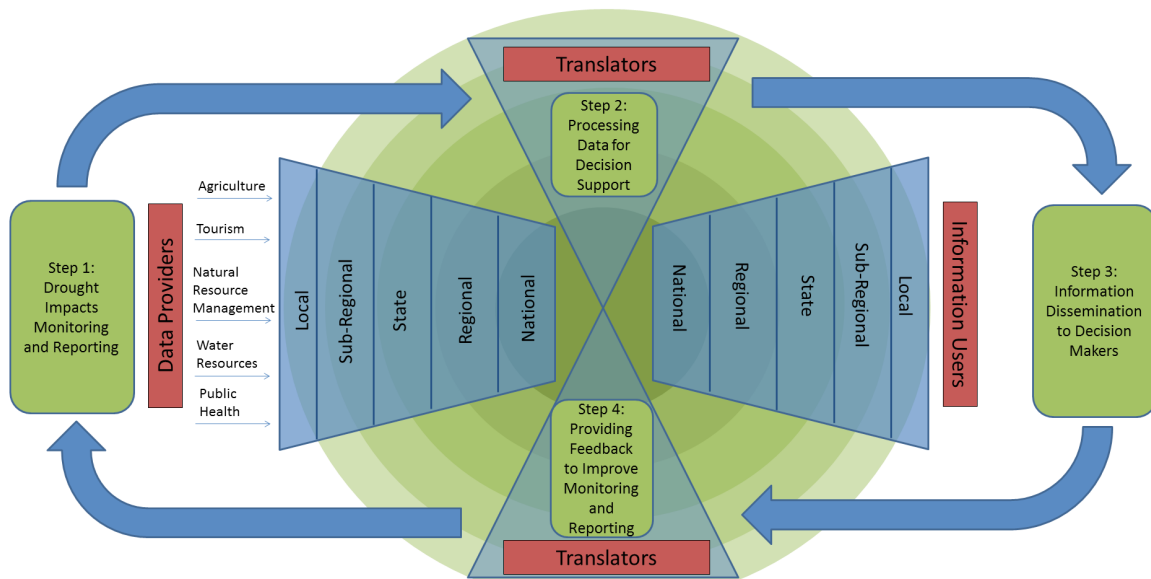 Translators
Step 2:
Processing
Data for
Decision
Support
Step 1:
Drought
Impacts
Monitoring
and Reporting
Data Providers
Agriculture
Tourism
Natural
Resource
Management
Water
Resources
Public
Health
Local
Sub-Regional
State
Regional
National
National
Regional
State
Sub-Regional
Local
Information Users
Step 3:
Information
Dissemination
to Decision
Makers
Step 4:
Providing
Feedback
to Improve
Monitoring
and
Reporting
Translators